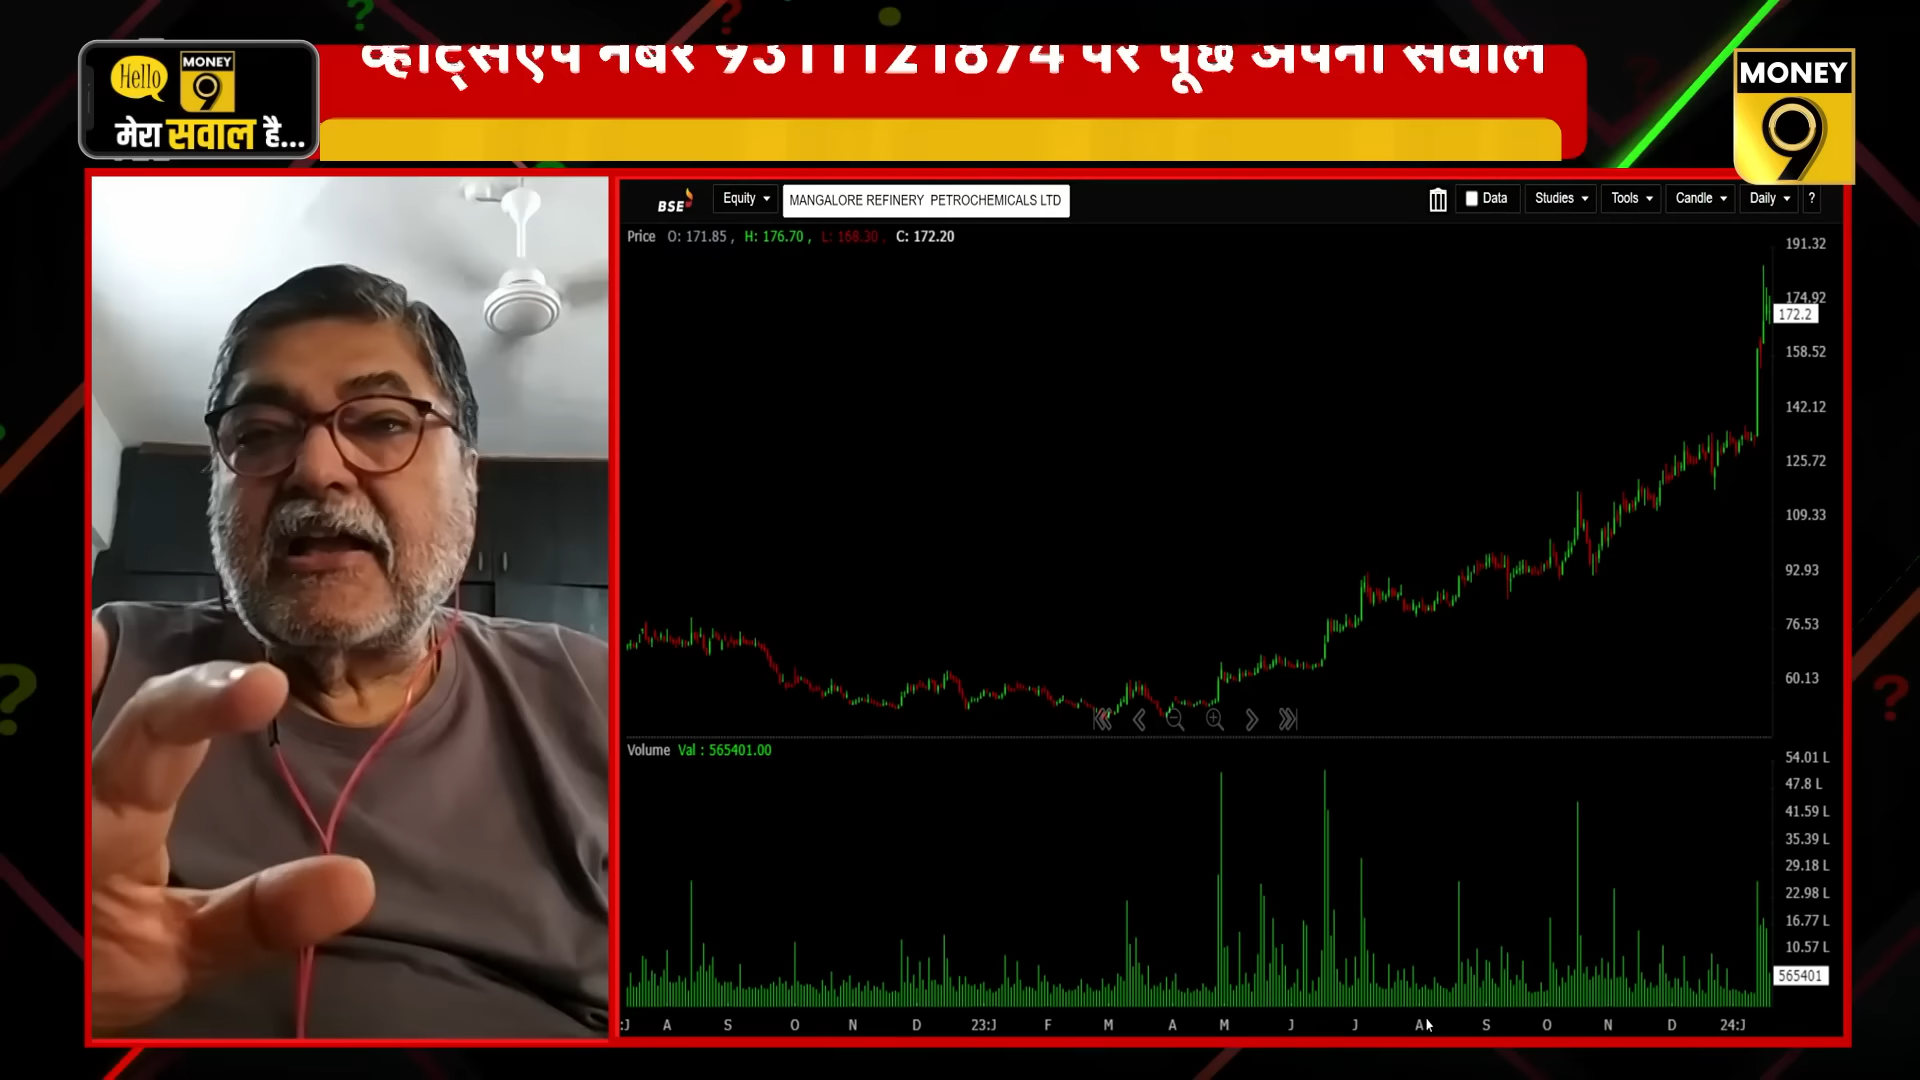 व्हाट्सएप नंबर 9311121874 पर पूछें अपना सवाल
Hello
MONEY
9
मेरा सवाल है...
MONEY
9
BSE
Equity
MANGALORE REFINERY PETROCHEMICALS LTD
Data
Studies
Tools
Candle
Daily
?
Price O: 171.85 , H: 176.70 , L: 168.30 , C: 172.20
191.32
174.92
172.2
158.52
142.12
125.72
109.33
92.93
76.53
60.13
Volume Val : 565401.00
54.01 L
47.8 L
41.59 L
35.39 L
29.18 L
22.98 L
16.77 L
10.57 L
565401
:J A S O N D 23:J F M A M J J A S O N D 24:J